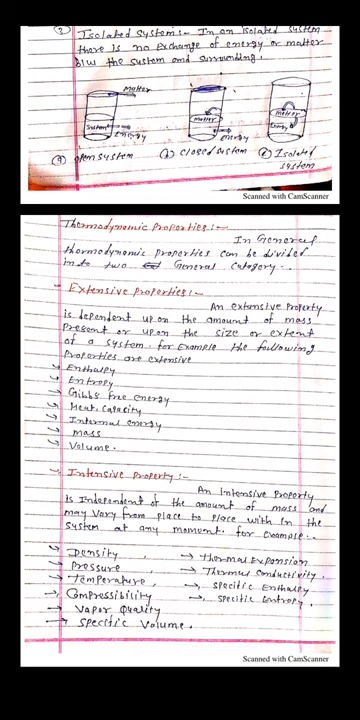 ③ Isolated systems:- In an isolated system
there is no exchange of energy or matter
b/w the system and surrounding.
Matter
System
Energy
Matter
Energy
Matter
Energy
ⓐ open system
ⓑ closed system
ⓒ Isolated
system
Scanned with CamScanner
Thermodynamic Properties:-
In General
thormodynamic properties can be divided
into two General Catogery:.
- Extensive properties:-
An extensive Property
is dependent upon the amount of mass
Present or upon the size or extent
of a system. for Example the following
Properties are extensive
→ Enthalpy
→ Entropy
→ Gibbs free energy
→ Heat. Capacity
→ Internal energy
→ Mass
→ Volume.
- Intensive Property:-
An intensive Property
is Independent of the amount of mass and
may vary from place to place with in the
system at any moment. for example:.
→ Density , → Thermal Expansion
→ Pressure , → Thermal Conductivity.
→ Temperature , → specific Enthalpy
→ Compressibility → specific Entropy.
→ Vapor Quality
→ specific Volume.
Scanned with CamScanner